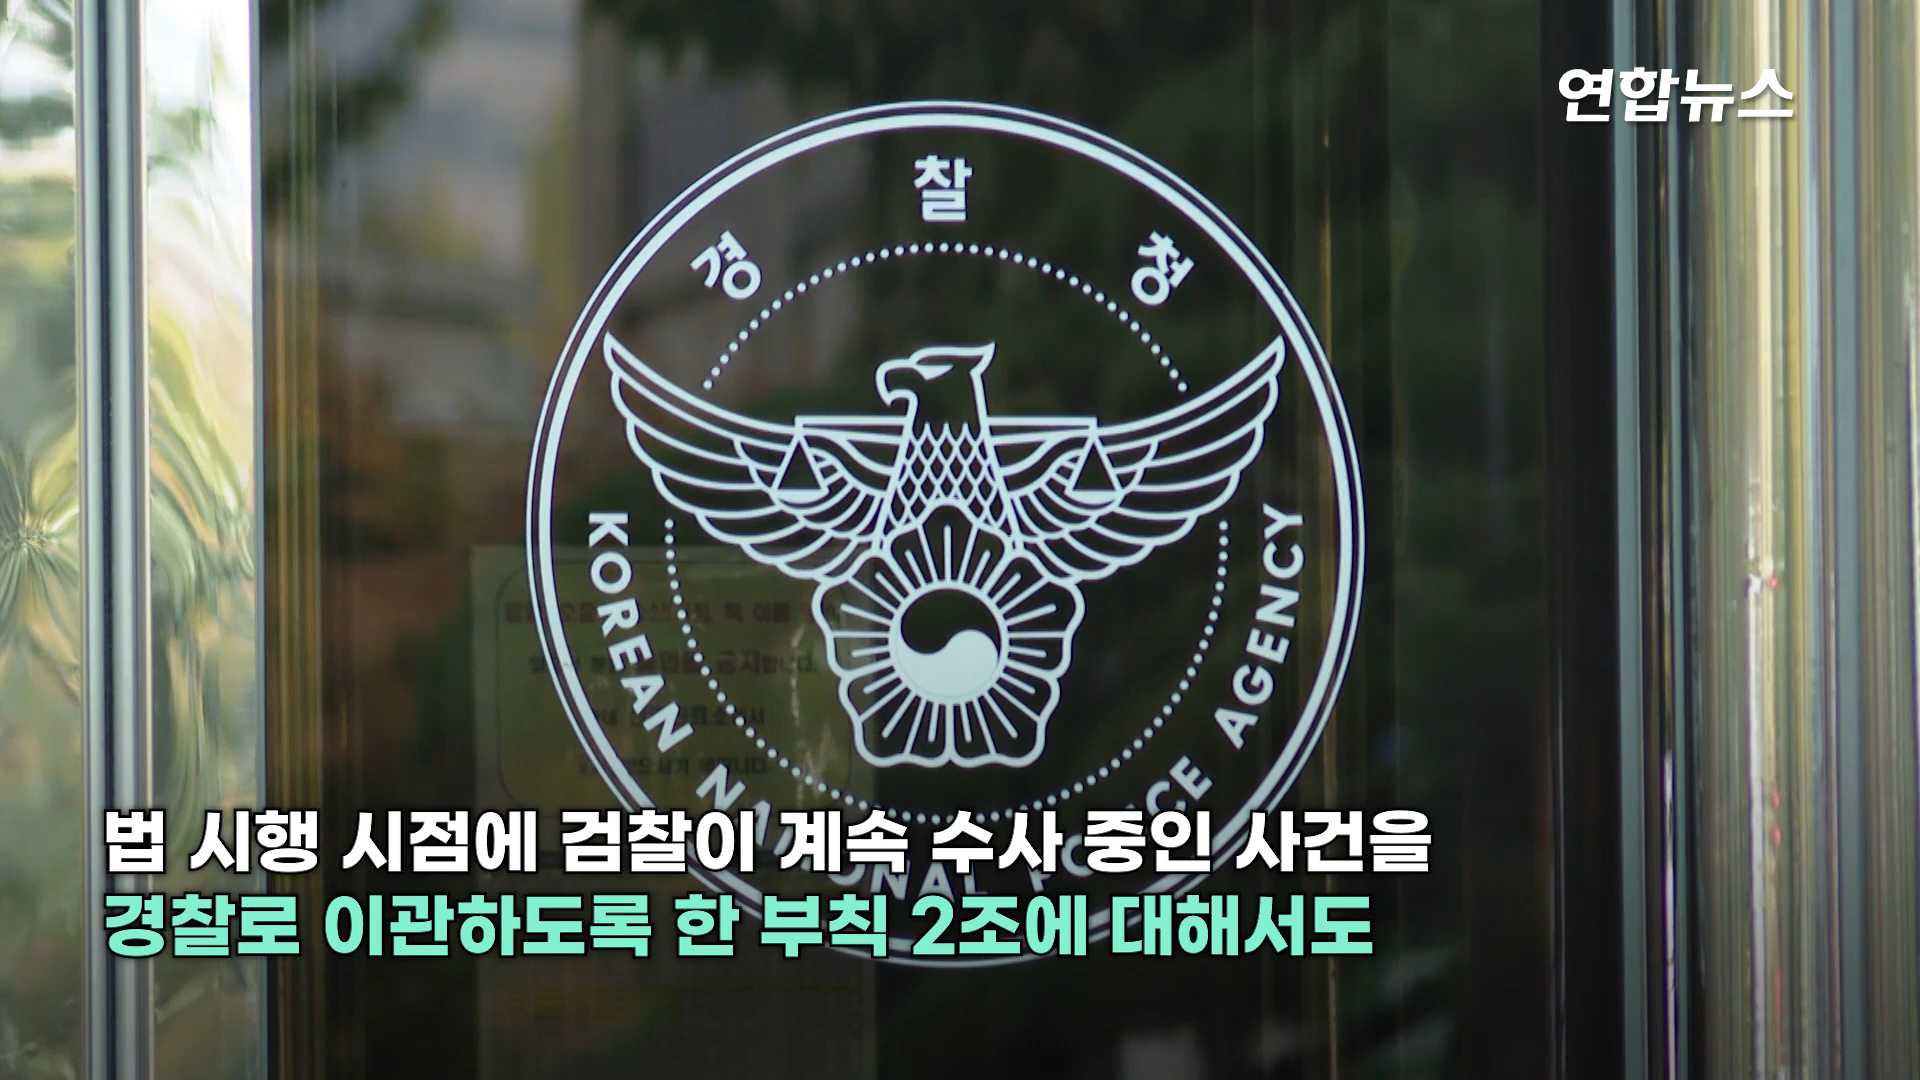 연합뉴스
경찰청
KOREAN NATIONAL POLICE AGENCY
법 시행 시점에 검찰이 계속 수사 중인 사건을
경찰로 이관하도록 한 부칙 2조에 대해서도